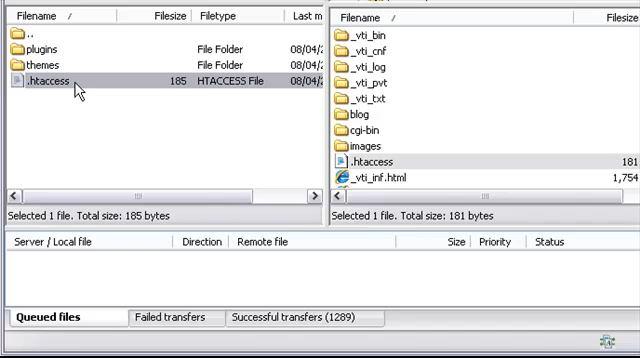 Filename / Filesize Filetype Last m
..
plugins File Folder 08/04/2
themes File Folder 08/04/2
.htaccess 185 HTACCESS File 08/04/2
Selected 1 file. Total size: 185 bytes
Filename / Filesize
_vti_bin
_vti_cnf
_vti_log
_vti_pvt
_vti_txt
blog
cgi-bin
images
.htaccess 181
_vti_inf.html 1,754
Selected 1 file. Total size: 181 bytes
Server / Local file Direction Remote file Size Priority Status
Queued files Failed transfers Successful transfers (1289)